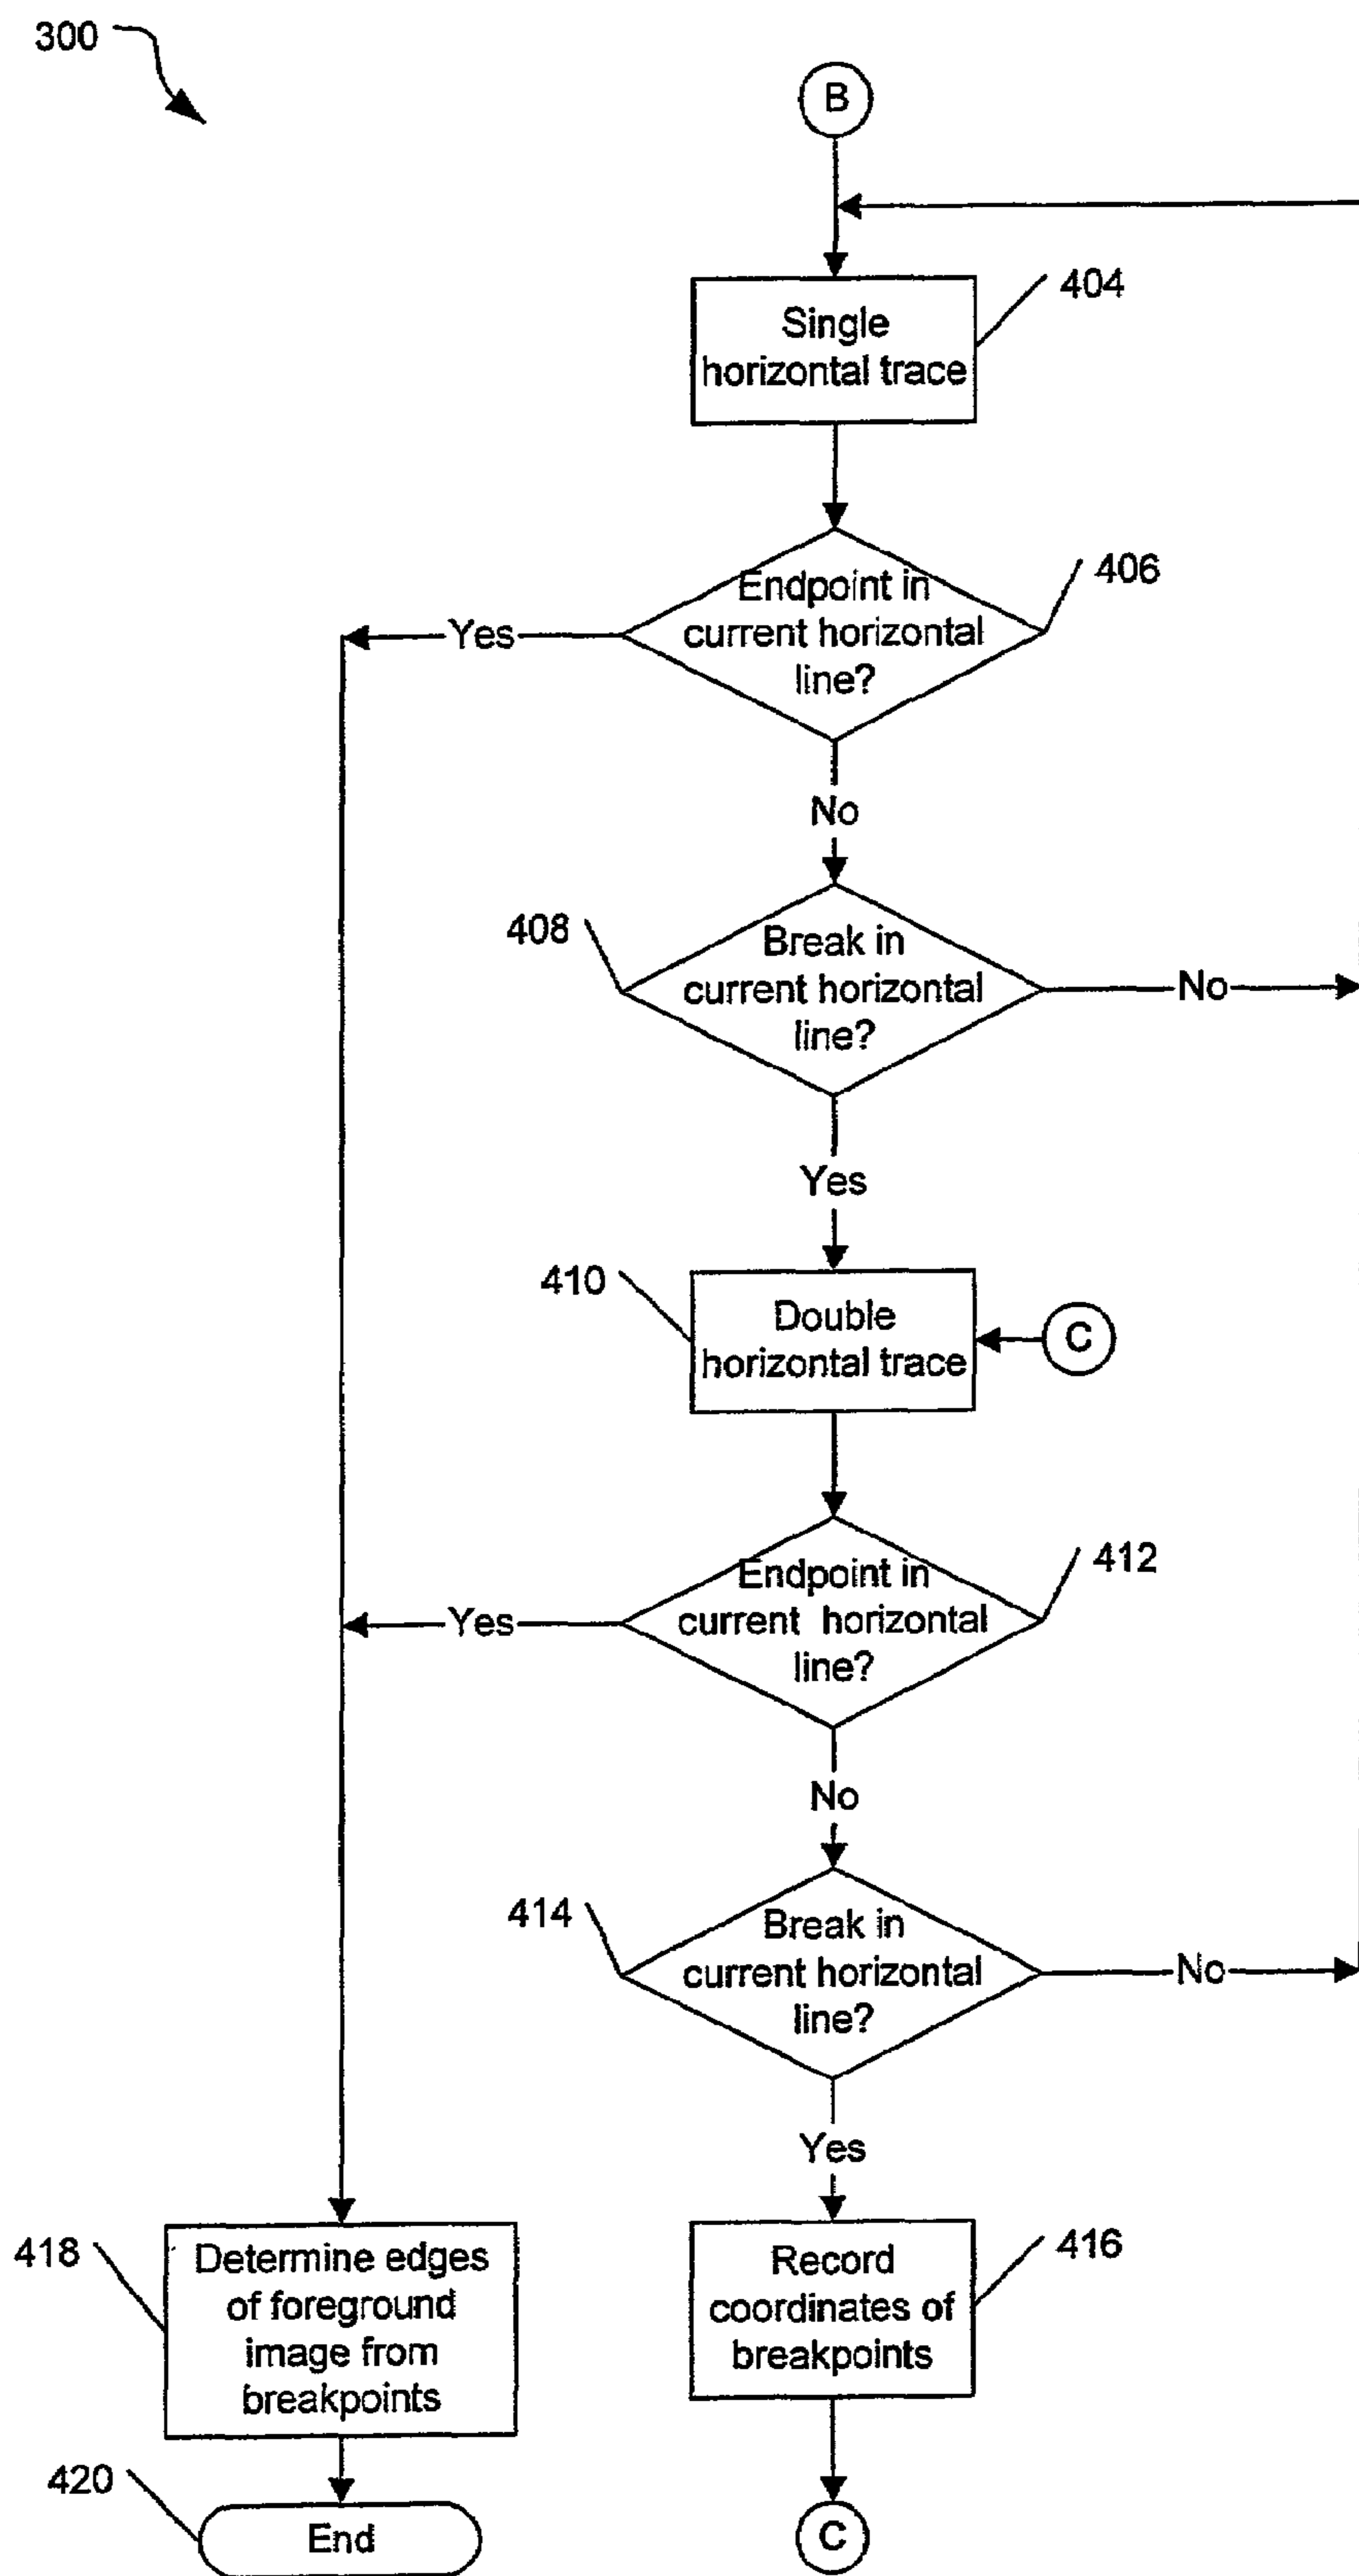 300
B
404
Single
horizontal trace
406
Endpoint in
current horizontal
line?
Yes
No
408
Break in
current horizontal
line?
No
Yes
410
Double
horizontal trace
C
412
Endpoint in
current horizontal
line?
Yes
No
414
Break in
current horizontal
line?
No
Yes
418
Determine edges
of foreground
image from
breakpoints
416
Record
coordinates of
breakpoints
420
End
C